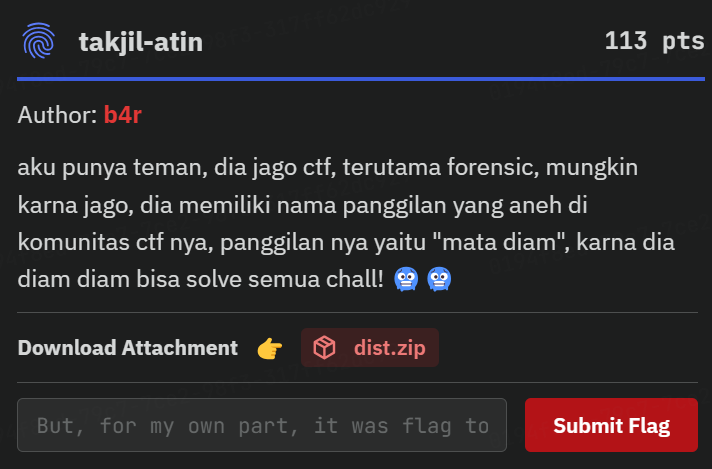 takjil-atin
113 pts
Author: b4r
aku punya teman, dia jago ctf, terutama forensic, mungkin
karna jago, dia memiliki nama panggilan yang aneh di
komunitas ctf nya, panggilan nya yaitu "mata diam", karna dia
diam diam bisa solve semua chall! 🥶🥶
Download Attachment 👉 dist.zip
But, for my own part, it was flag to
Submit Flag